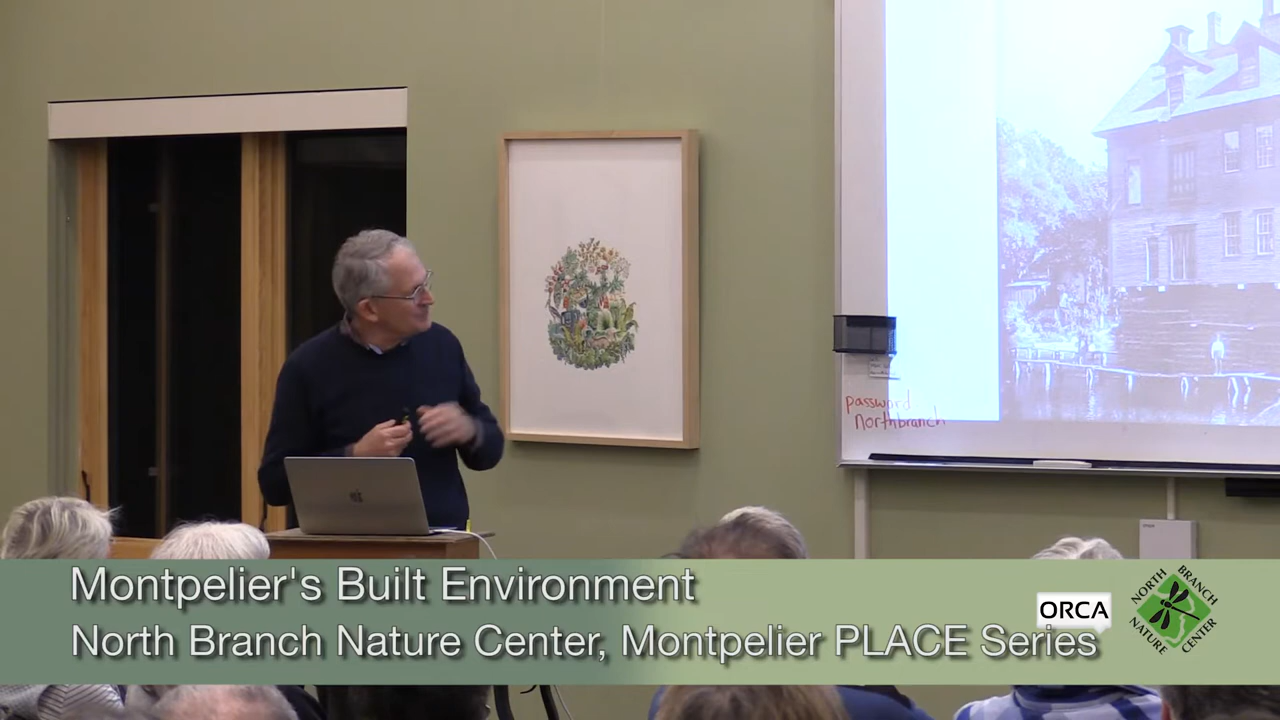 password
Northbranch
Montpelier's Built Environment
North Branch Nature Center, Montpelier PLACE Series
ORCA
NORTH BRANCH NATURE CENTER